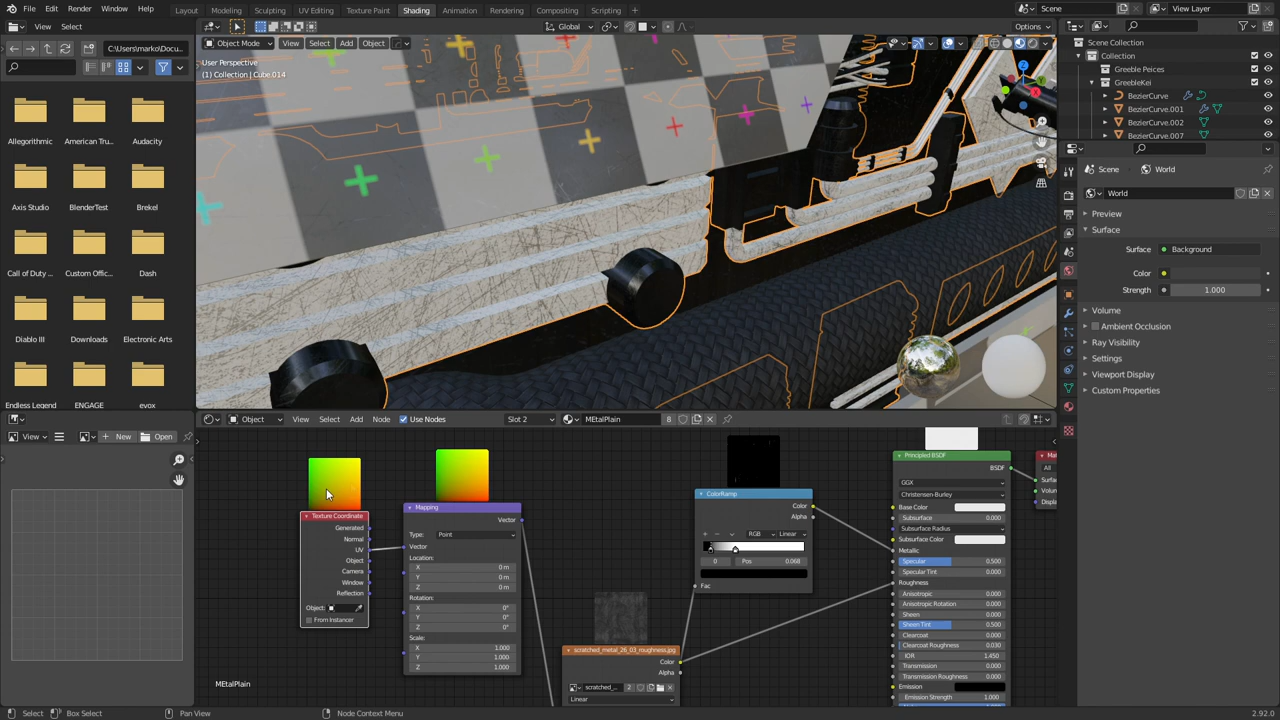 File Edit Render Window Help Layout Modeling Sculpting UV Editing Texture Paint Shading Animation Rendering Compositing Scripting + Scene View Layer
View Select Global Options
Object Mode View Select Add Object
C:\Users\marko\Docu...
User Perspective
(1) Collection | Cube.014
Scene Collection
Collection
Greeble Peices
GreebleKei
BezierCurve
BezierCurve.001
BezierCurve.002
BezierCurve.007
Allegorithmic American Tru... Audacity
Axis Studio BlenderTest Brekel
Call of Duty ... Custom Offic... Dash
Diablo III Downloads Electronic Arts
Endless Legend ENGAGE evox
Scene World
World
Preview
Surface
Surface Background
Color
Strength 1.000
Volume
Ambient Occlusion
Ray Visibility
Settings
Viewport Display
Custom Properties
Object View Select Add Node Use Nodes Slot 2 MEtalPlain 8
View New Open
Texture Coordinate
Generated
Normal
UV
Object
Camera
Window
Reflection
Object:
From Instancer
Mapping
Vector
Type: Point
Vector
Location:
X 0 m
Y 0 m
Z 0 m
Rotation:
X 0°
Y 0°
Z 0°
Scale:
X 1.000
Y 1.000
Z 1.000
ColorRamp
Color
Alpha
+ - RGB Linear
0 Pos 0.068
Fac
scratched_metal_26_03_roughness.jpg
Color
Alpha
scratched_... 2
Linear
Principled BSDF
BSDF
GGX
Christensen-Burley
Base Color
Subsurface 0.000
Subsurface Radius
Subsurface Color
Metallic
Specular 0.500
Specular Tint 0.000
Roughness
Anisotropic 0.000
Anisotropic Rotation 0.000
Sheen 0.000
Sheen Tint 0.500
Clearcoat 0.000
Clearcoat Roughness 0.030
IOR 1.450
Transmission 0.000
Transmission Roughness 0.000
Emission
Emission Strength 1.000
All
MEtalPlain
Select Box Select Pan View Node Context Menu 2.92.0